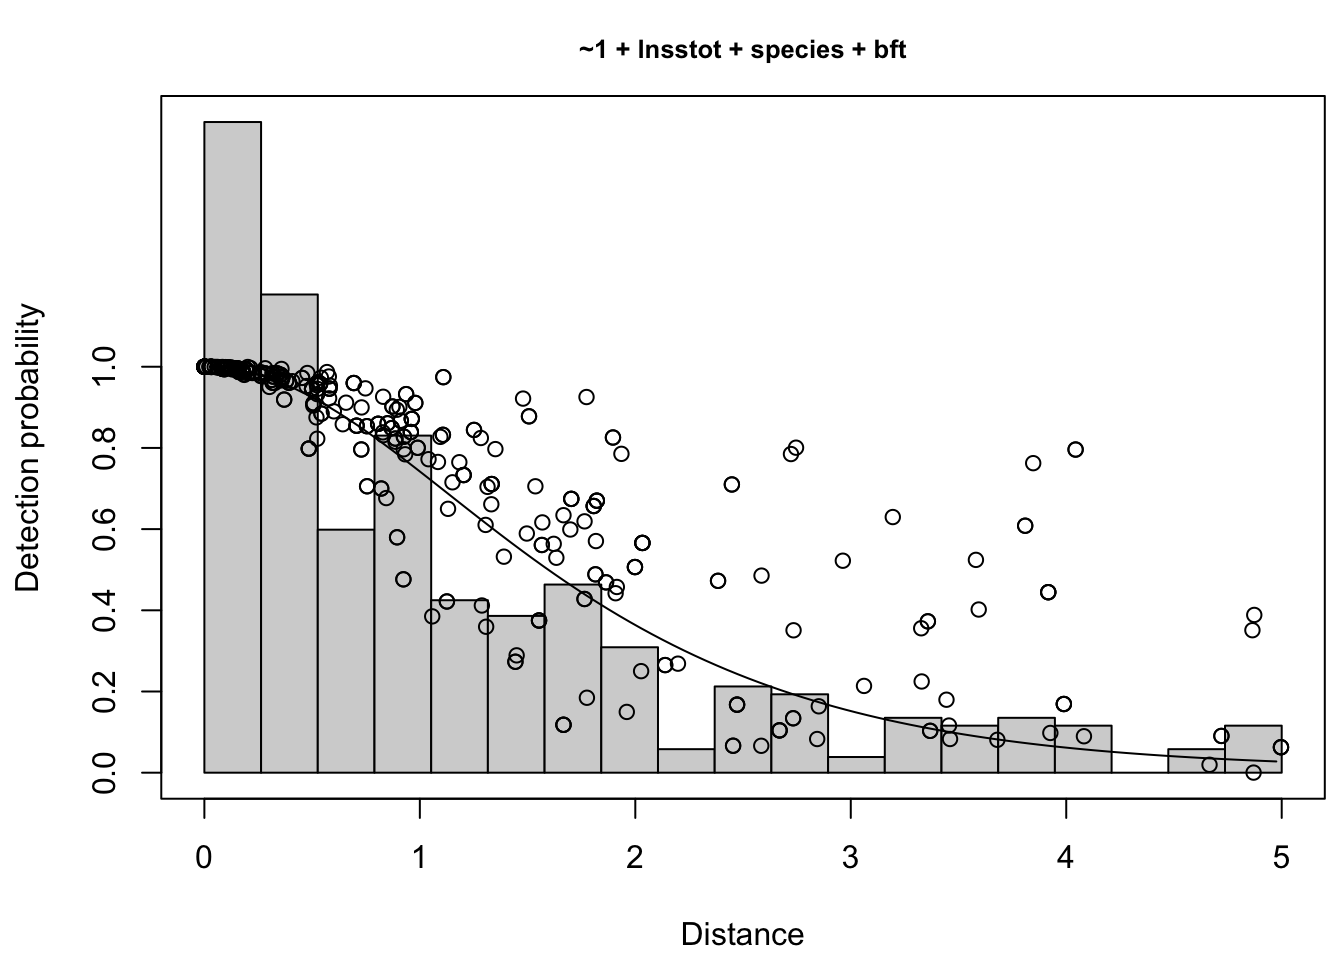 ~1 + lnsstot + species + bft
Detection probability
1.0
0.8
0.6
0.4
0.2
0.0
0 1 2 3 4 5
Distance